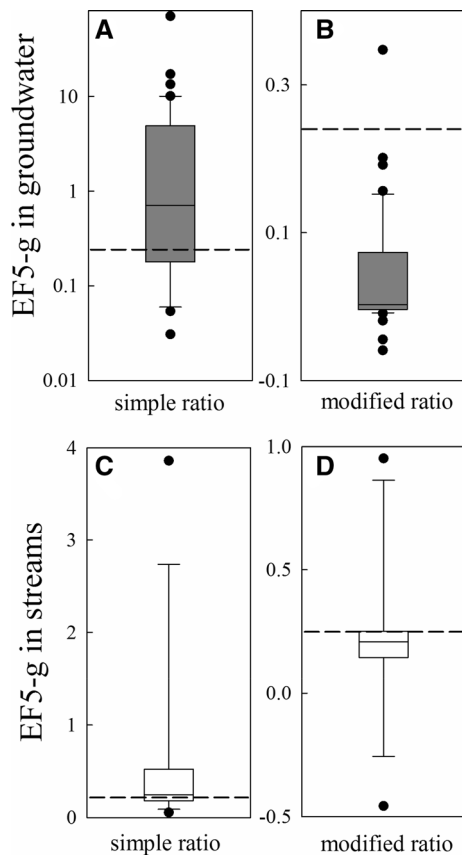 A
B
EF5-g in groundwater
10
1
0.1
0.01
0.3
0.1
-0.1
simple ratio
modified ratio
C
D
EF5-g in streams
4
3
2
1
0
1.0
0.5
0.0
-0.5
simple ratio
modified ratio